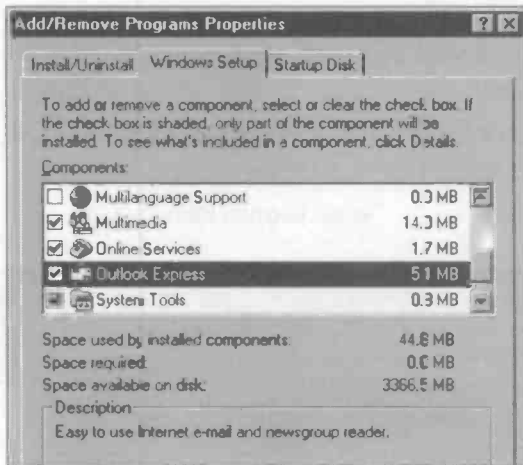 Add/Remove Programs Properties
Install/Uninstall Windows Setup Startup Disk
To add or remove a component, select or clear the check box. If
the check box is shaded, only part of the component will be
installed. To see what's included in a component, click Details.
Components:
Multilanguage Support 0.3 MB
Multimedia 14.3 MB
Online Services 1.7 MB
Outlook Express 5.1 MB
System Tools 0.3 MB
Space used by installed components: 44.6 MB
Space required: 0.0 MB
Space available on disk: 3366.5 MB
Description
Easy to use Internet e-mail and newsgroup reader.